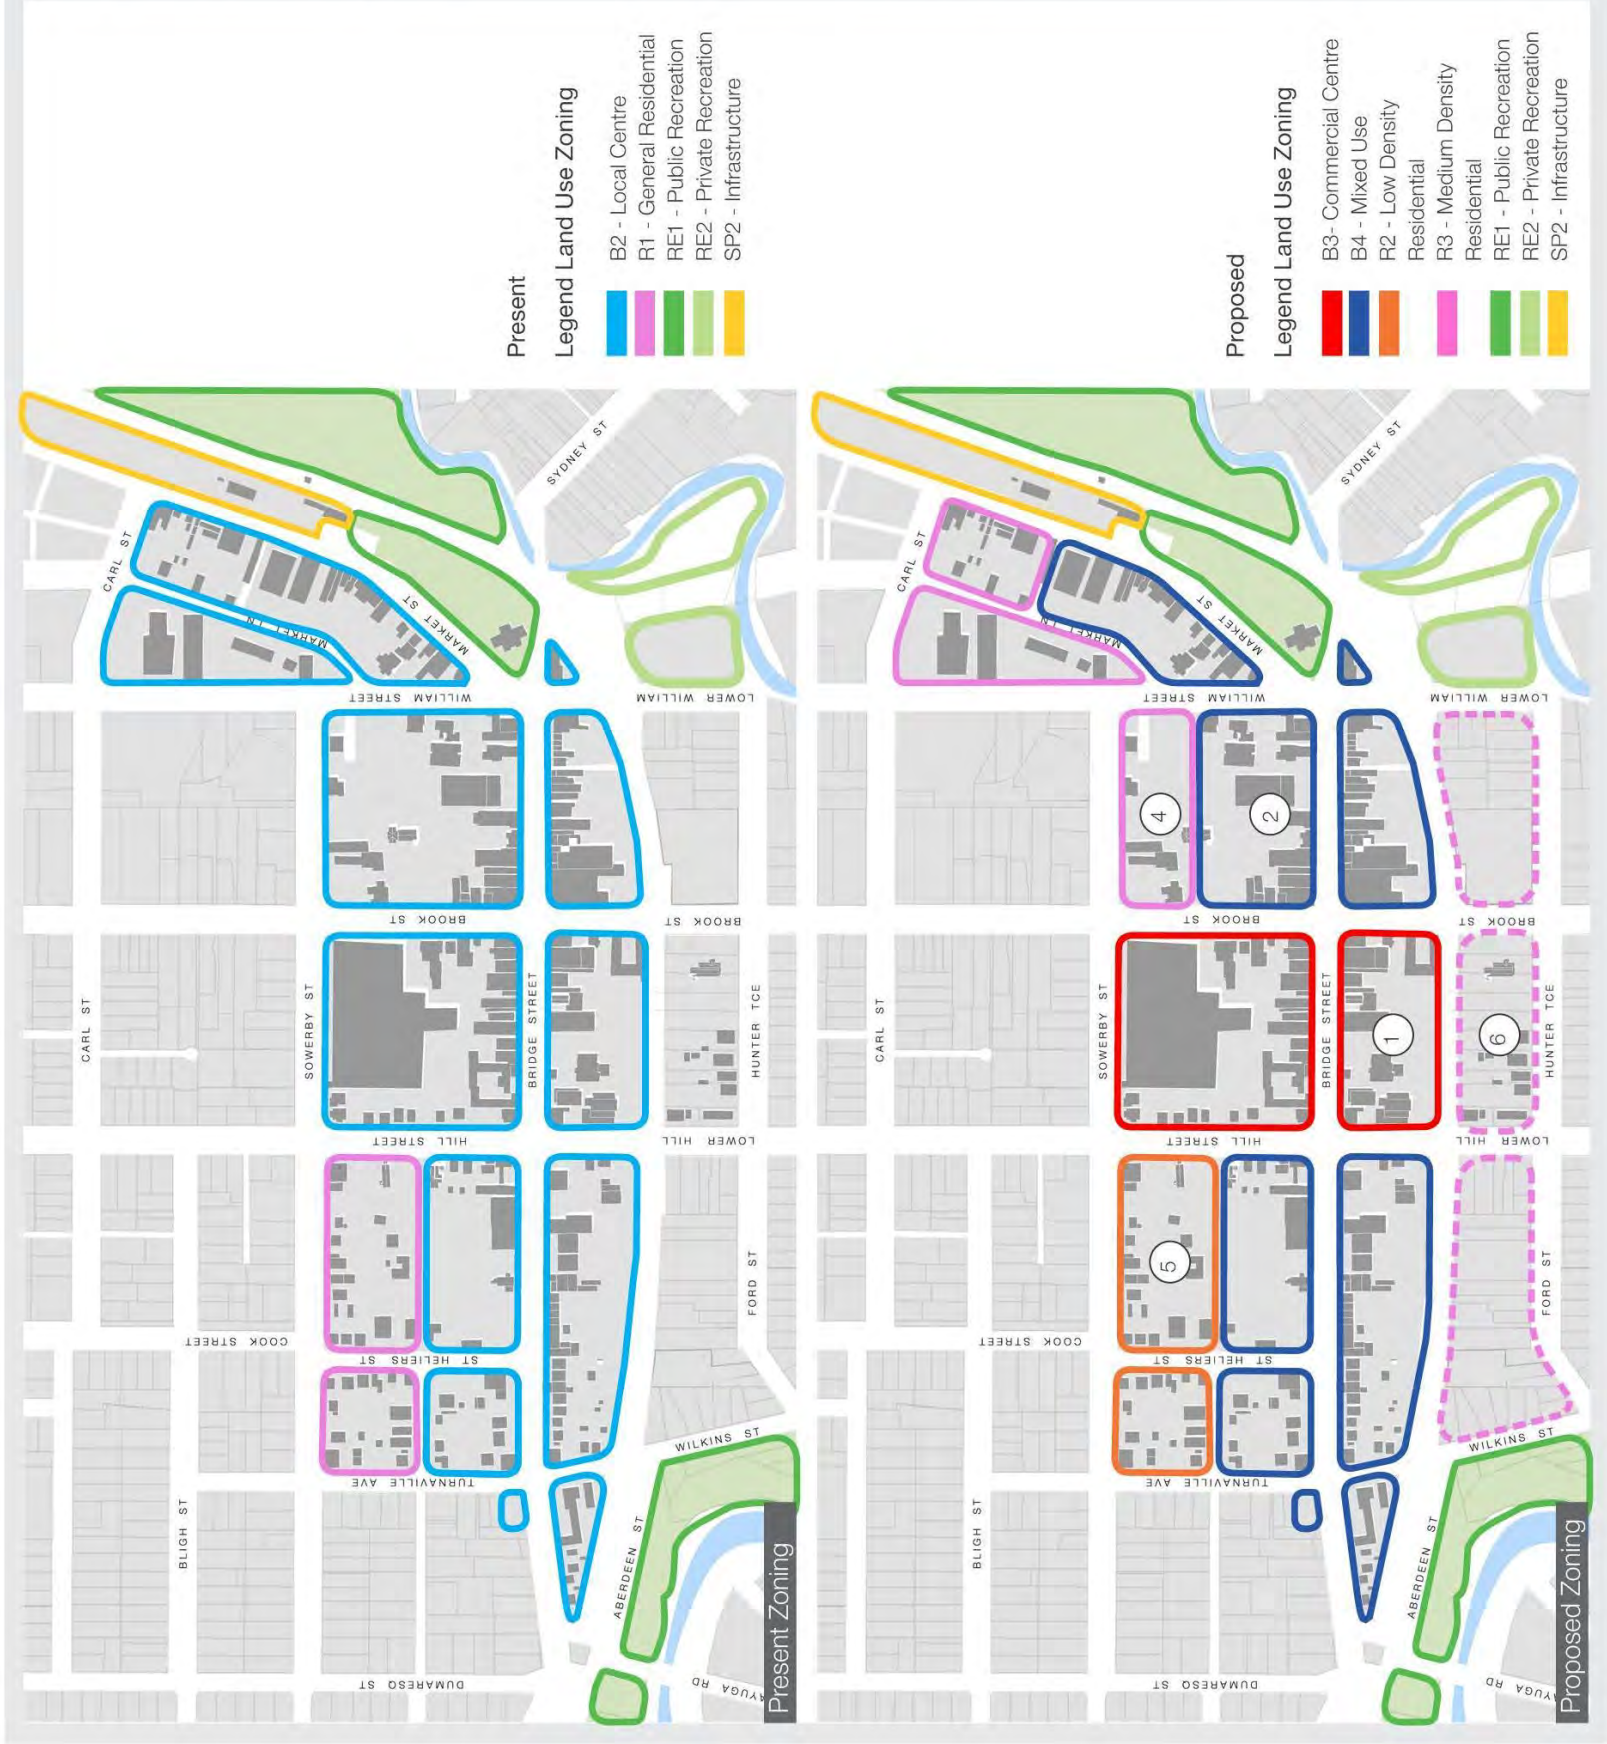 Present
Legend Land Use Zoning
B2 - Local Centre
R1 - General Residential
RE1 - Public Recreation
RE2 - Private Recreation
SP2 - Infrastructure
CARL ST
SYDNEY ST
MARKET LN
MARKET ST
WILLIAM STREET
LOWER WILLIAM
BROOK ST
BROOK ST
CARL ST
SOWERBY ST
BRIDGE STREET
HUNTER TCE
HILL STREET
LOWER HILL
COOK STREET
ST HELIERS ST
FORD ST
WILKINS ST
TURNAVILLE AVE
BLIGH ST
ABERDEEN ST
DUMARESQ ST
AYUGA RD
Present Zoning
Proposed
Legend Land Use Zoning
B3- Commercial Centre
B4 - Mixed Use
R2 - Low Density
Residential
R3 - Medium Density
Residential
RE1 - Public Recreation
RE2 - Private Recreation
SP2 - Infrastructure
CARL ST
SYDNEY ST
MARKET LN
MARKET ST
WILLIAM STREET
LOWER WILLIAM
4
2
BROOK ST
BROOK ST
CARL ST
SOWERBY ST
BRIDGE STREET
1
6
HUNTER TCE
HILL STREET
LOWER HILL
5
COOK STREET
ST HELIERS ST
FORD ST
WILKINS ST
TURNAVILLE AVE
BLIGH ST
ABERDEEN ST
DUMARESQ ST
AYUGA RD
Proposed Zoning